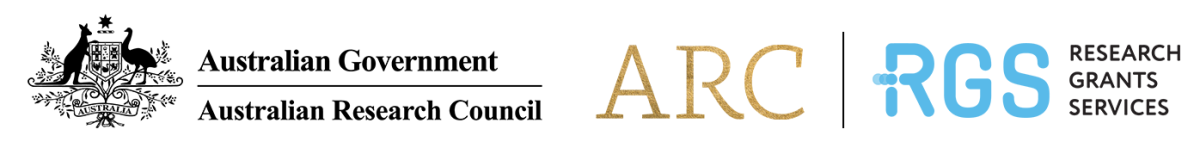 AUSTRALIA
Australian Government
Australian Research Council
ARC
RGS
RESEARCH
GRANTS
SERVICES